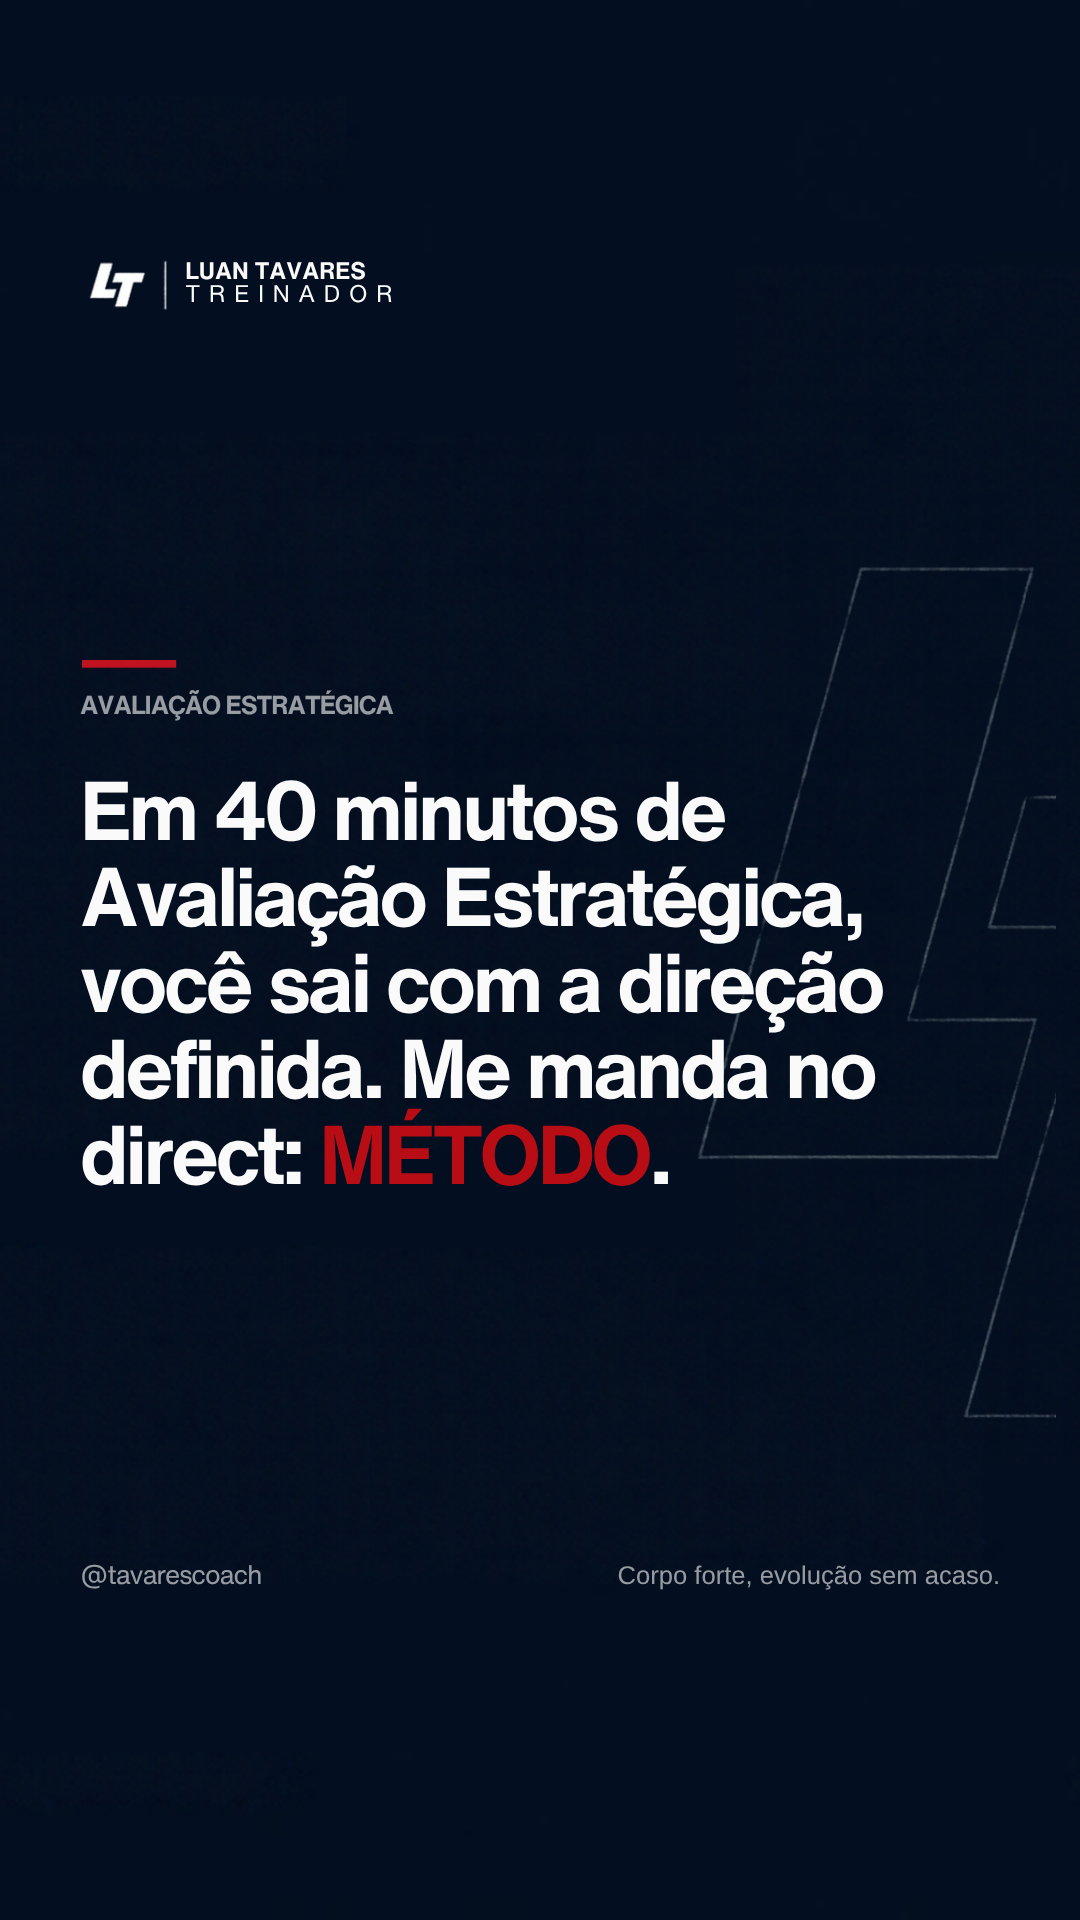 LT
LUAN TAVARES
TREINADOR
AVALIAÇÃO ESTRATÉGICA
Em 40 minutos de
Avaliação Estratégica,
você sai com a direção
definida. Me manda no
direct: MÉTODO.
@tavarescoach
Corpo forte, evolução sem acaso.